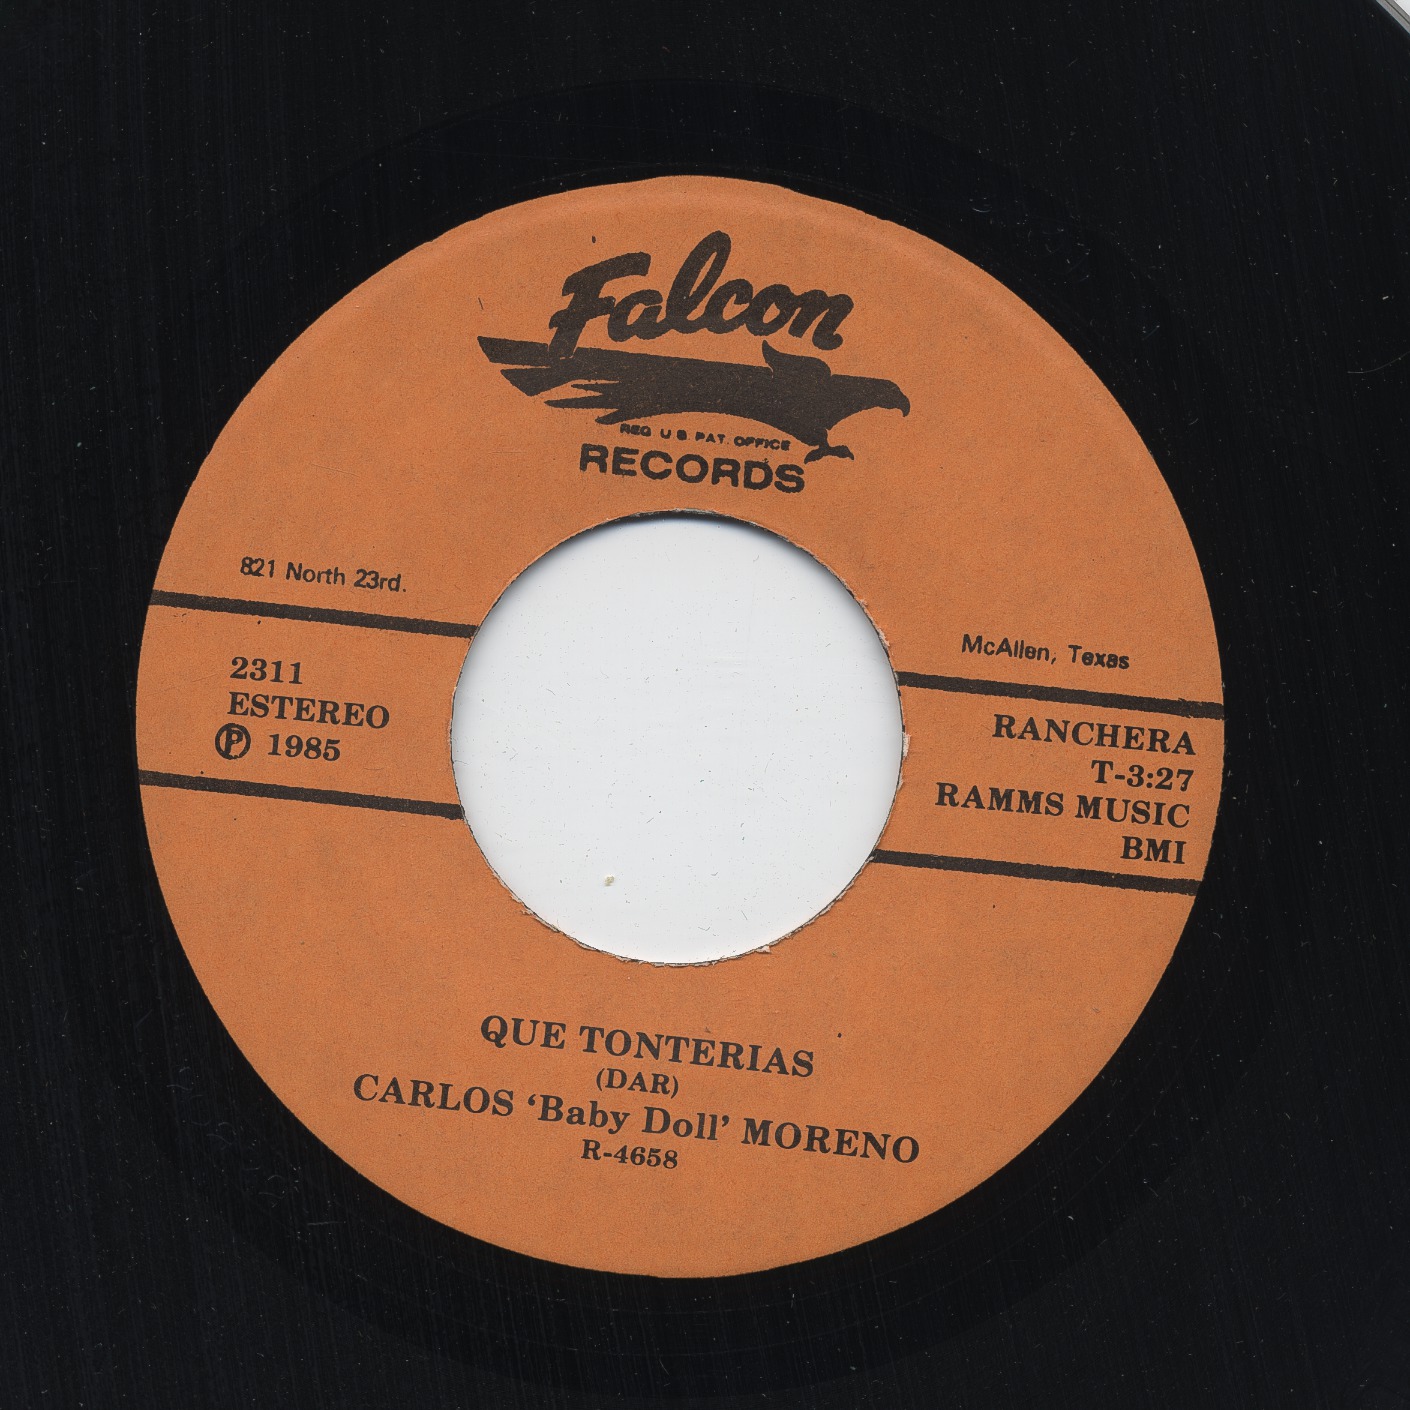 Falcon
REG U S PAT. OFFICE
RECORDS
821 North 23rd.
McAllen, Texas
2311
ESTEREO
Ⓟ 1985
RANCHERA
T-3:27
RAMMS MUSIC
BMI
QUE TONTERIAS
(DAR)
CARLOS ‘Baby Doll’ MORENO
R-4658